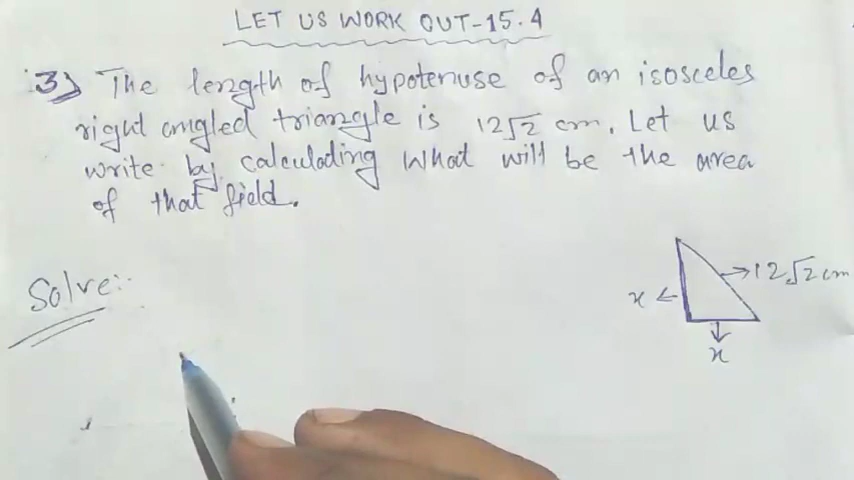 LET US WORK OUT-15.4
3) The length of hypotenuse of an isosceles
right angled triangle is 12√2 cm. Let us
write by calculating what will be the area
of that field.
Solve:-
x ← → 12√2 cm
↓
x